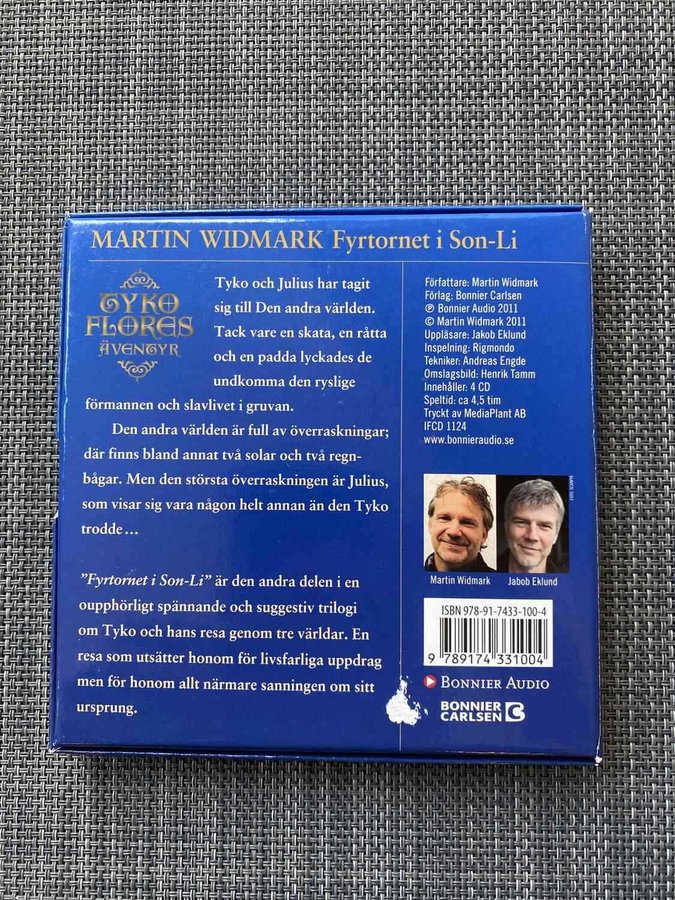 MARTIN WIDMARK Fyrtornet i Son-Li
TYKO
FLORES
ÄVENTYR
Tyko och Julius har tagit
sig till Den andra världen.
Tack vare en skata, en råtta
och en padda lyckades de
undkomma den ryslige
förmannen och slavlivet i gruvan.
Den andra världen är full av överraskningar;
där finns bland annat två solar och två regn-
bågar. Men den största överraskningen är Julius,
som visar sig vara någon helt annan än den Tyko
trodde...
"Fyrtornet i Son-Li" är den andra delen i en
oupphörligt spännande och suggestiv trilogi
om Tyko och hans resa genom tre världar. En
resa som utsätter honom för livsfarliga uppdrag
men för honom allt närmare sanningen om sitt
ursprung.
Författare: Martin Widmark
Förlag: Bonnier Carlsen
℗ Bonnier Audio 2011
© Martin Widmark 2011
Uppläsare: Jakob Eklund
Inspelning: Rigmondo
Tekniker: Andreas Engde
Omslagsbild: Henrik Tamm
Innehåller: 4 CD
Speltid: ca 4,5 tim
Tryckt av MediaPlant AB
IFCD 1124
www.bonnieraudio.se
Martin Widmark
Jabob Eklund
ISBN 978-91-7433-100-4
9 789174 331004
BONNIER AUDIO
BONNIER
CARLSEN